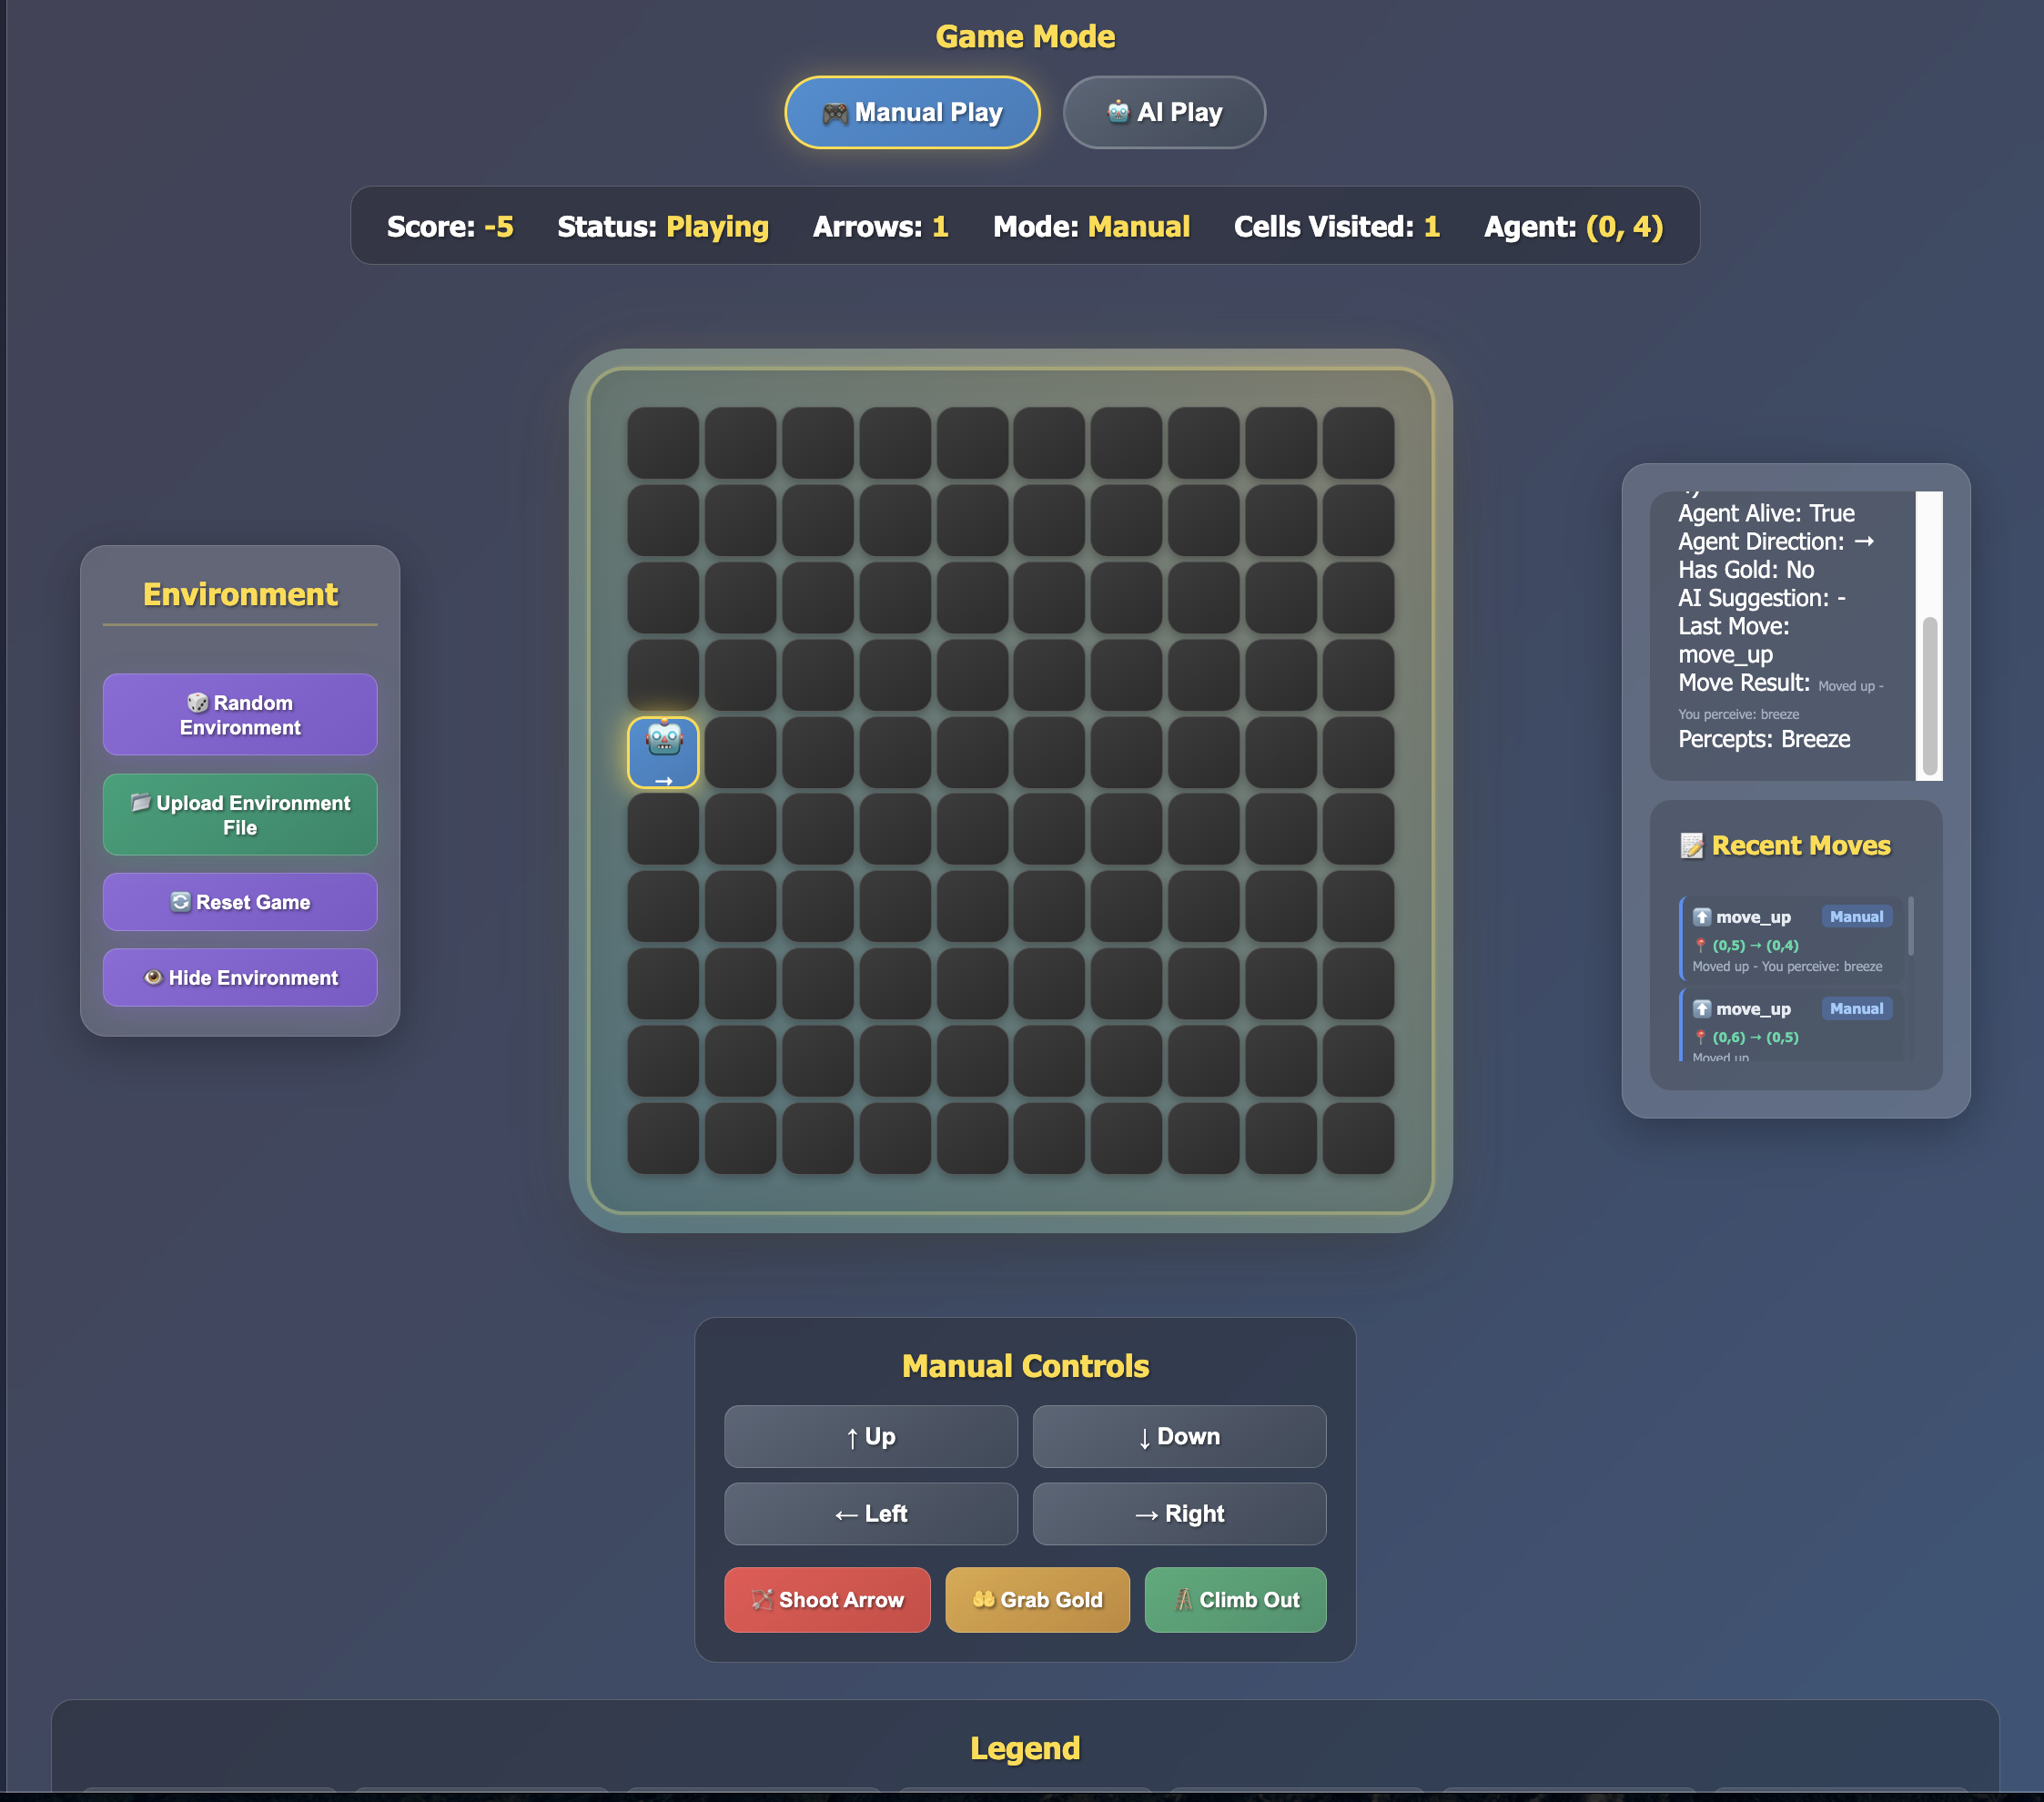 Game Mode
🎮 Manual Play
🤖 AI Play
Score: -5 Status: Playing Arrows: 1 Mode: Manual Cells Visited: 1 Agent: (0, 4)
Environment
🎲 Random
Environment
📂 Upload Environment
File
🔄 Reset Game
👁️ Hide Environment
→
Agent Alive: True
Agent Direction: →
Has Gold: No
AI Suggestion: -
Last Move:
move_up
Move Result: Moved up -
You perceive: breeze
Percepts: Breeze
📝 Recent Moves
⬆️ move_up Manual
📍 (0,5) → (0,4)
Moved up - You perceive: breeze
⬆️ move_up Manual
📍 (0,6) → (0,5)
Moved up
Manual Controls
↑ Up
↓ Down
← Left
→ Right
🏹 Shoot Arrow
🤲 Grab Gold
🪜 Climb Out
Legend